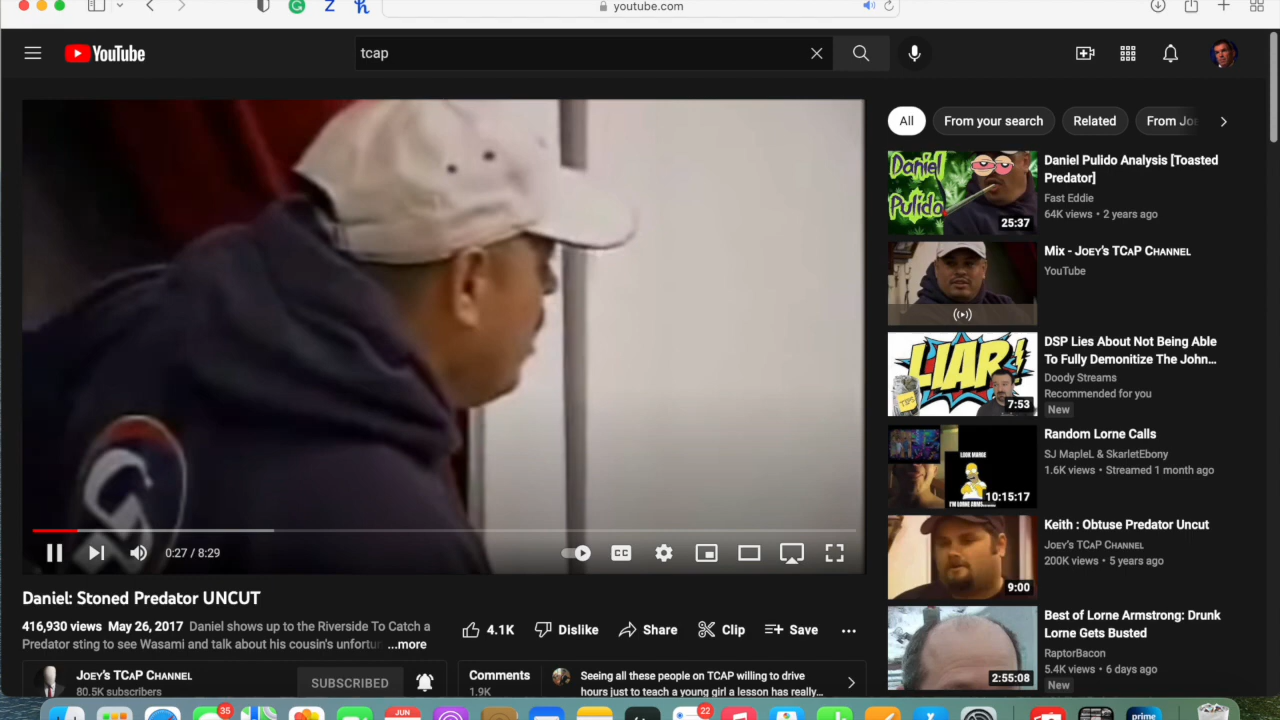 youtube.com
YouTube
tcap
All
From your search
Related
From Jo
Daniel Pulido
25:37
Daniel Pulido Analysis [Toasted
Predator]
Fast Eddie
64K views • 2 years ago
Mix - Joey's TCaP Channel
YouTube
LIAR!
TIPS
7:53
DSP Lies About Not Being Able
To Fully Demonitize The John...
Doody Streams
Recommended for you
New
LOOK MARGE
I'M LORNE ARMS
10:15:17
Random Lorne Calls
SJ MapleL & SkarletEbony
1.6K views • Streamed 1 month ago
9:00
Keith : Obtuse Predator Uncut
Joey's TCaP Channel
200K views • 5 years ago
2:55:08
Best of Lorne Armstrong: Drunk
Lorne Gets Busted
RaptorBacon
5.4K views • 6 days ago
New
0:27 / 8:29
CC
Daniel: Stoned Predator UNCUT
416,930 views May 26, 2017 Daniel shows up to the Riverside To Catch a
Predator sting to see Wasami and talk about his cousin's unfortu ...more
4.1K
Dislike
Share
Clip
Save
Joey's TCaP Channel
80.5K subscribers
SUBSCRIBED
Comments
1.9K
Seeing all these people on TCAP willing to drive
hours just to teach a young girl a lesson has really...
35
JUN
22
prime